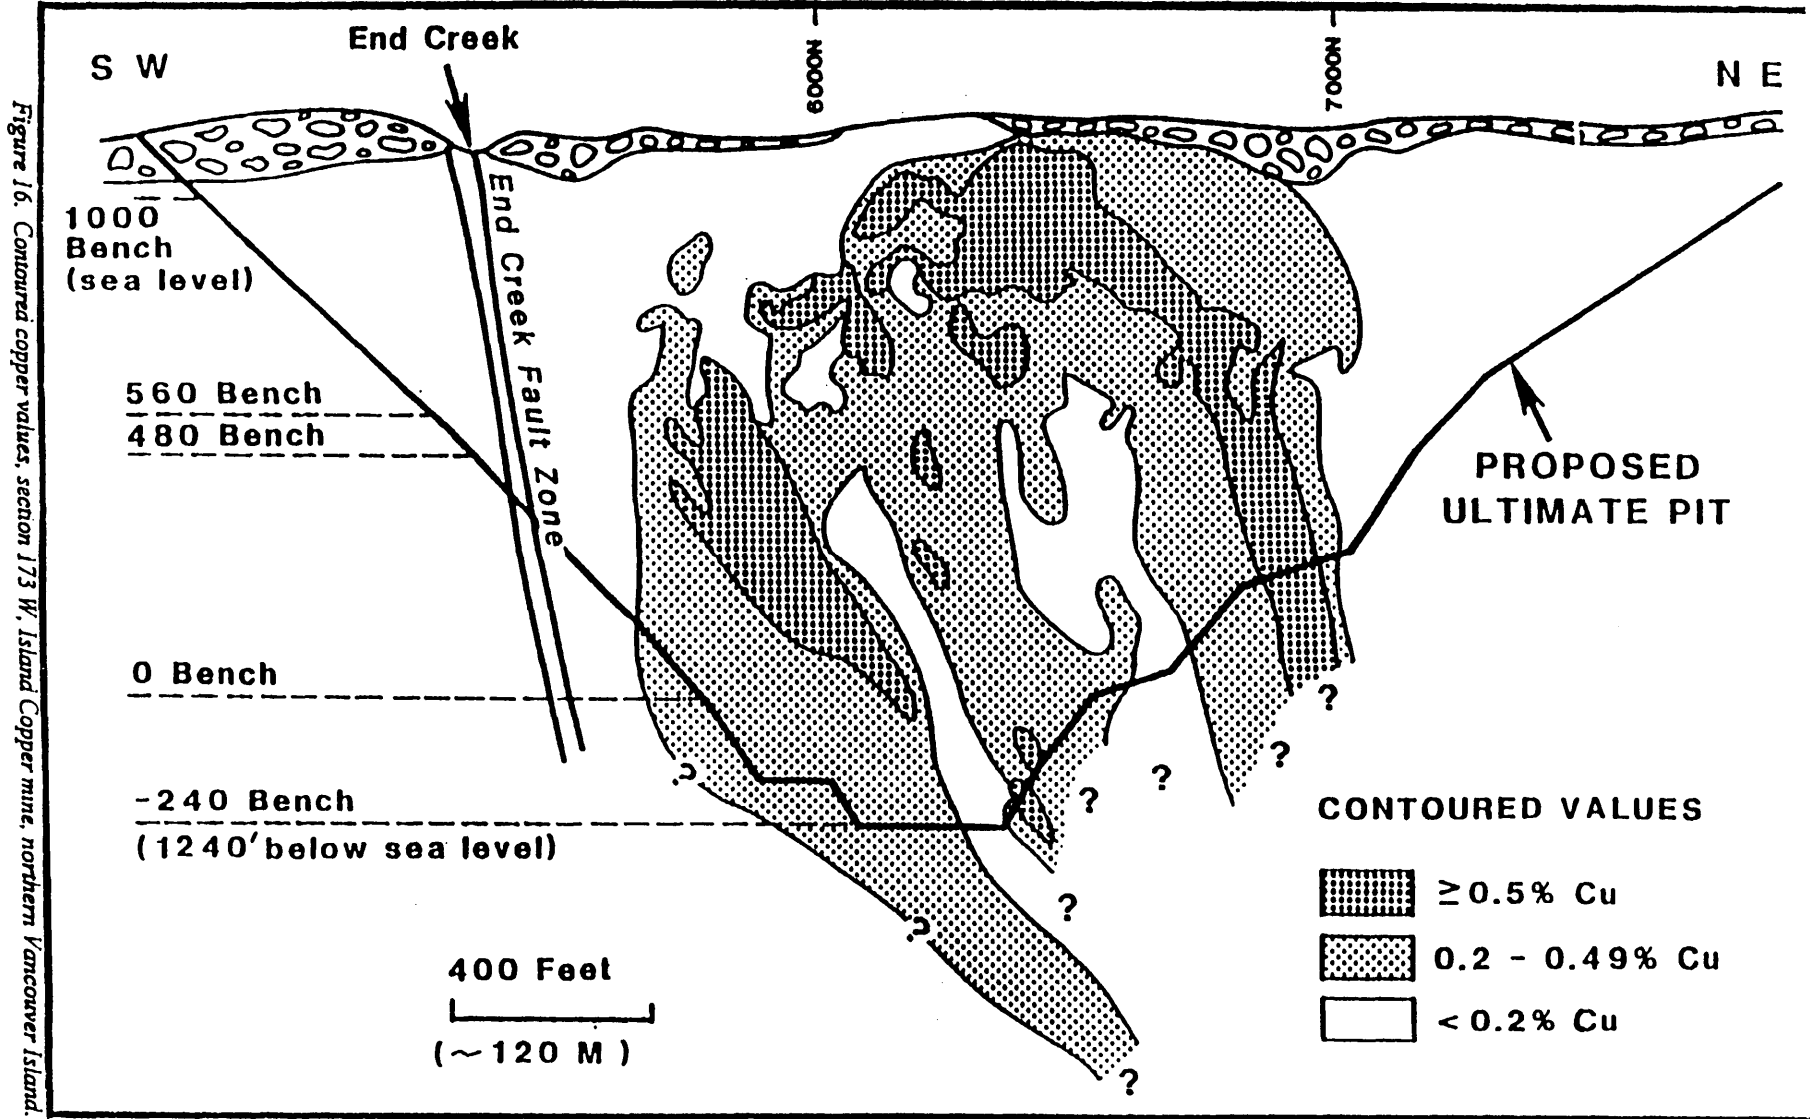 End Creek
S W
6000N
7000N
N E
End Creek Fault Zone
1000
Bench
(sea level)
560 Bench
480 Bench
PROPOSED
ULTIMATE PIT
0 Bench
?
?
?
?
?
-240 Bench
(1240' below sea level)
?
?
?
400 Feet
(~120 M)
CONTOURED VALUES
≥0.5% Cu
0.2 - 0.49% Cu
<0.2% Cu
Figure 16. Contoured copper values, section 173 W, Island Copper mine, northern Vancouver Island.